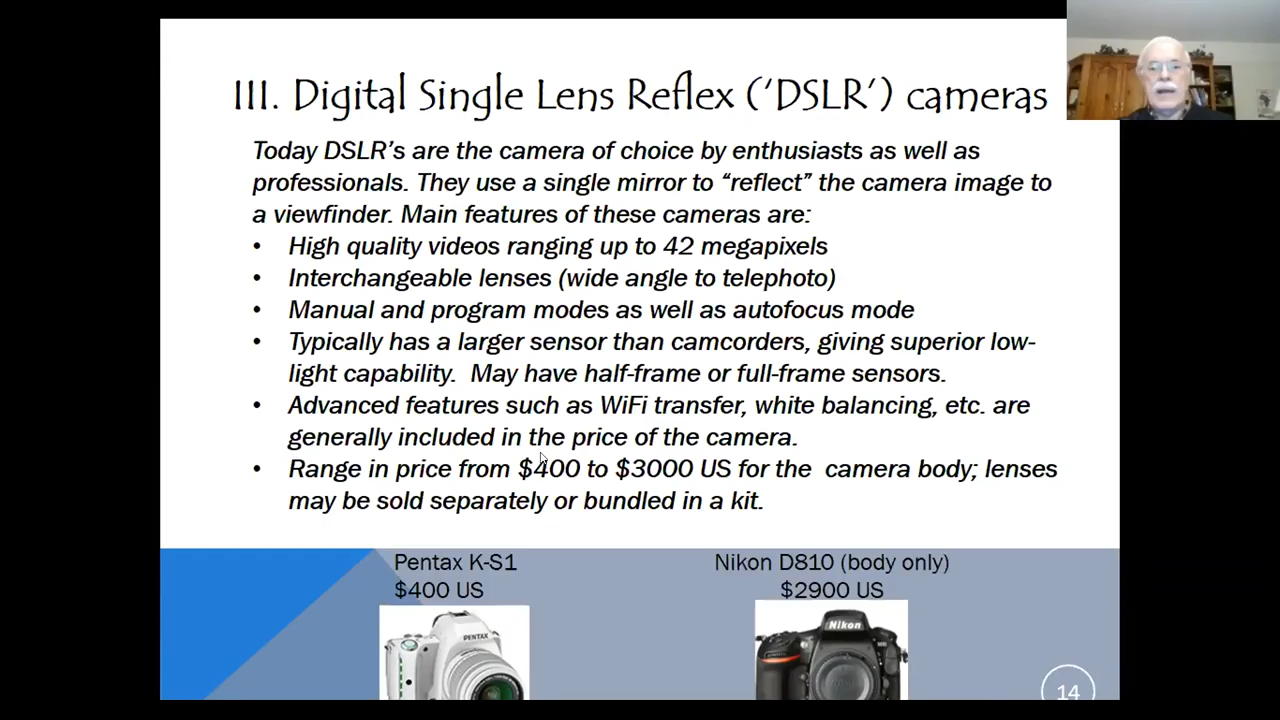 III. Digital Single Lens Reflex ('DSLR') cameras
Today DSLR's are the camera of choice by enthusiasts as well as
professionals. They use a single mirror to “reflect” the camera image to
a viewfinder. Main features of these cameras are:
• High quality videos ranging up to 42 megapixels
• Interchangeable lenses (wide angle to telephoto)
• Manual and program modes as well as autofocus mode
• Typically has a larger sensor than camcorders, giving superior low-
light capability.  May have half-frame or full-frame sensors.
• Advanced features such as WiFi transfer, white balancing, etc. are
generally included in the price of the camera.
• Range in price from $400 to $3000 US for the  camera body; lenses
may be sold separately or bundled in a kit.
Pentax K-S1
$400 US
Nikon D810 (body only)
$2900 US
PENTAX
Nikon
14